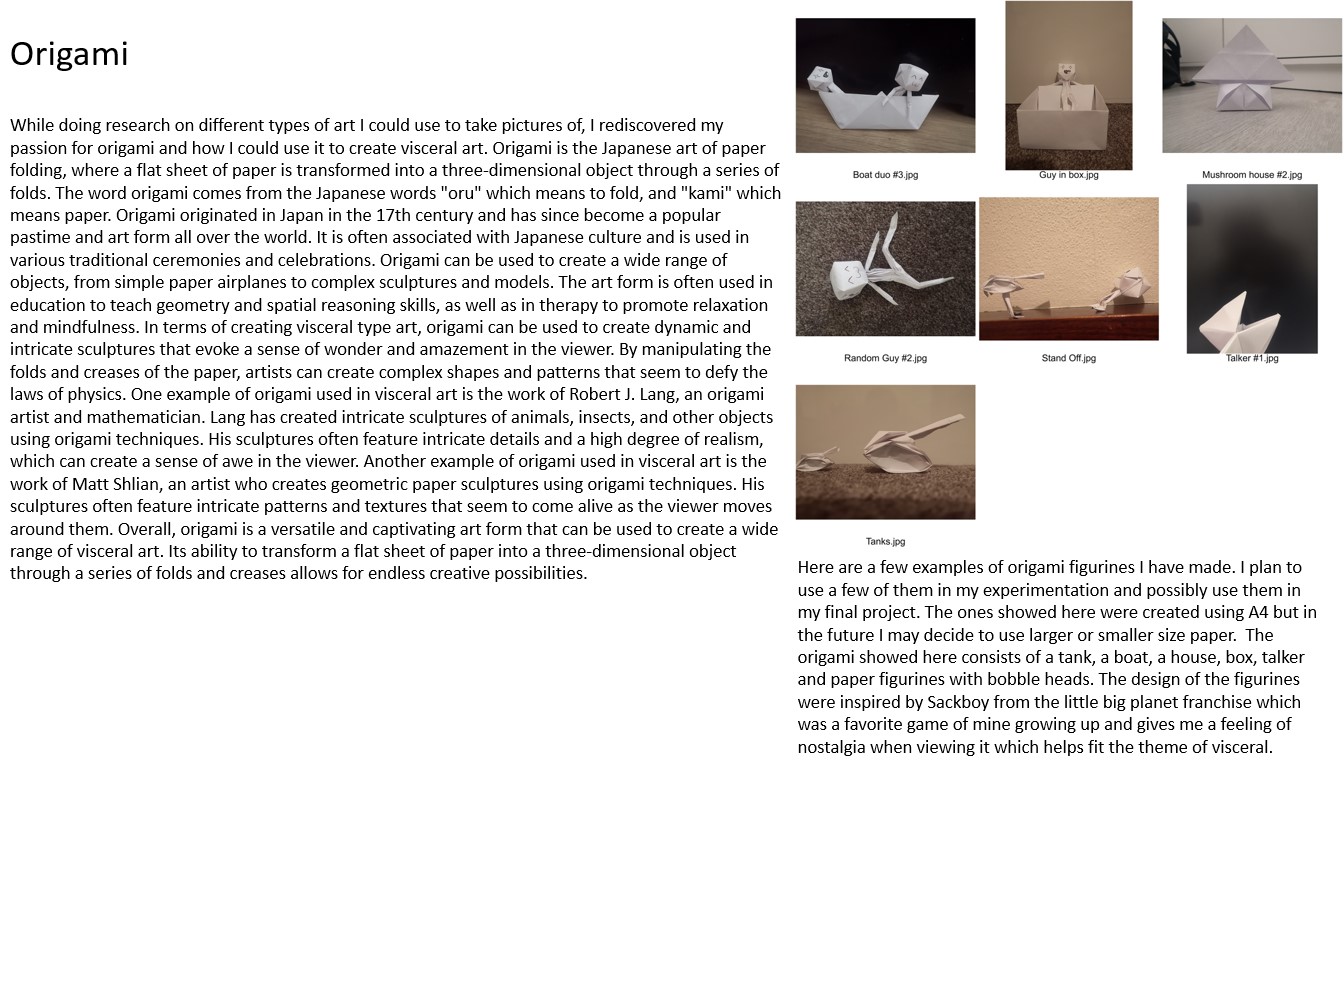 Origami
While doing research on different types of art I could use to take pictures of, I rediscovered my
passion for origami and how I could use it to create visceral art. Origami is the Japanese art of paper
folding, where a flat sheet of paper is transformed into a three-dimensional object through a series of
folds. The word origami comes from the Japanese words "oru" which means to fold, and "kami" which
means paper. Origami originated in Japan in the 17th century and has since become a popular
pastime and art form all over the world. It is often associated with Japanese culture and is used in
various traditional ceremonies and celebrations. Origami can be used to create a wide range of
objects, from simple paper airplanes to complex sculptures and models. The art form is often used in
education to teach geometry and spatial reasoning skills, as well as in therapy to promote relaxation
and mindfulness. In terms of creating visceral type art, origami can be used to create dynamic and
intricate sculptures that evoke a sense of wonder and amazement in the viewer. By manipulating the
folds and creases of the paper, artists can create complex shapes and patterns that seem to defy the
laws of physics. One example of origami used in visceral art is the work of Robert J. Lang, an origami
artist and mathematician. Lang has created intricate sculptures of animals, insects, and other objects
using origami techniques. His sculptures often feature intricate details and a high degree of realism,
which can create a sense of awe in the viewer. Another example of origami used in visceral art is the
work of Matt Shlian, an artist who creates geometric paper sculptures using origami techniques. His
sculptures often feature intricate patterns and textures that seem to come alive as the viewer moves
around them. Overall, origami is a versatile and captivating art form that can be used to create a wide
range of visceral art. Its ability to transform a flat sheet of paper into a three-dimensional object
through a series of folds and creases allows for endless creative possibilities.
Boat duo #3.jpg
Guy in box.jpg
Mushroom house #2.jpg
Random Guy #2.jpg
Stand Off.jpg
Talker #1.jpg
Tanks.jpg
Here are a few examples of origami figurines I have made. I plan to
use a few of them in my experimentation and possibly use them in
my final project. The ones showed here were created using A4 but in
the future I may decide to use larger or smaller size paper.  The
origami showed here consists of a tank, a boat, a house, box, talker
and paper figurines with bobble heads. The design of the figurines
were inspired by Sackboy from the little big planet franchise which
was a favorite game of mine growing up and gives me a feeling of
nostalgia when viewing it which helps fit the theme of visceral.